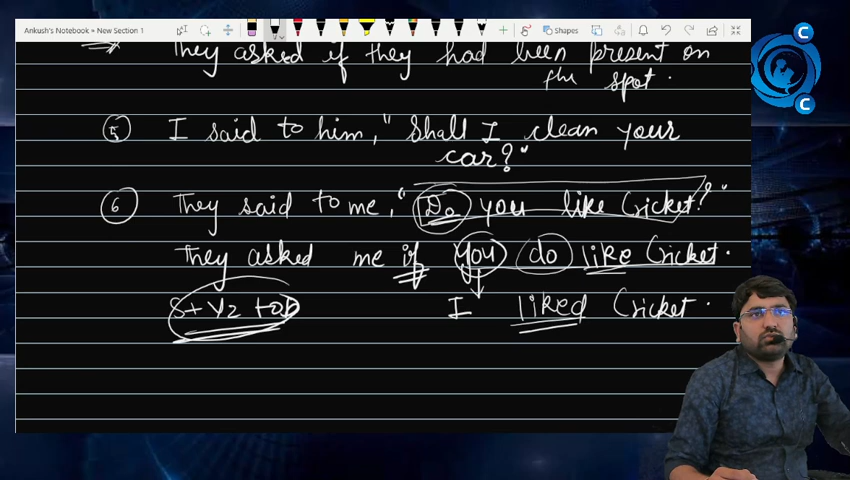 Ankush's Notebook » New Section 1
Shapes
They asked if they had been present on
the spot.
5 I said to him, "Shall I clean your
car?"
6 They said to me, "Do you like Cricket?"
They asked me if you do like Cricket.
S+V2+ob I liked Cricket.
C
C